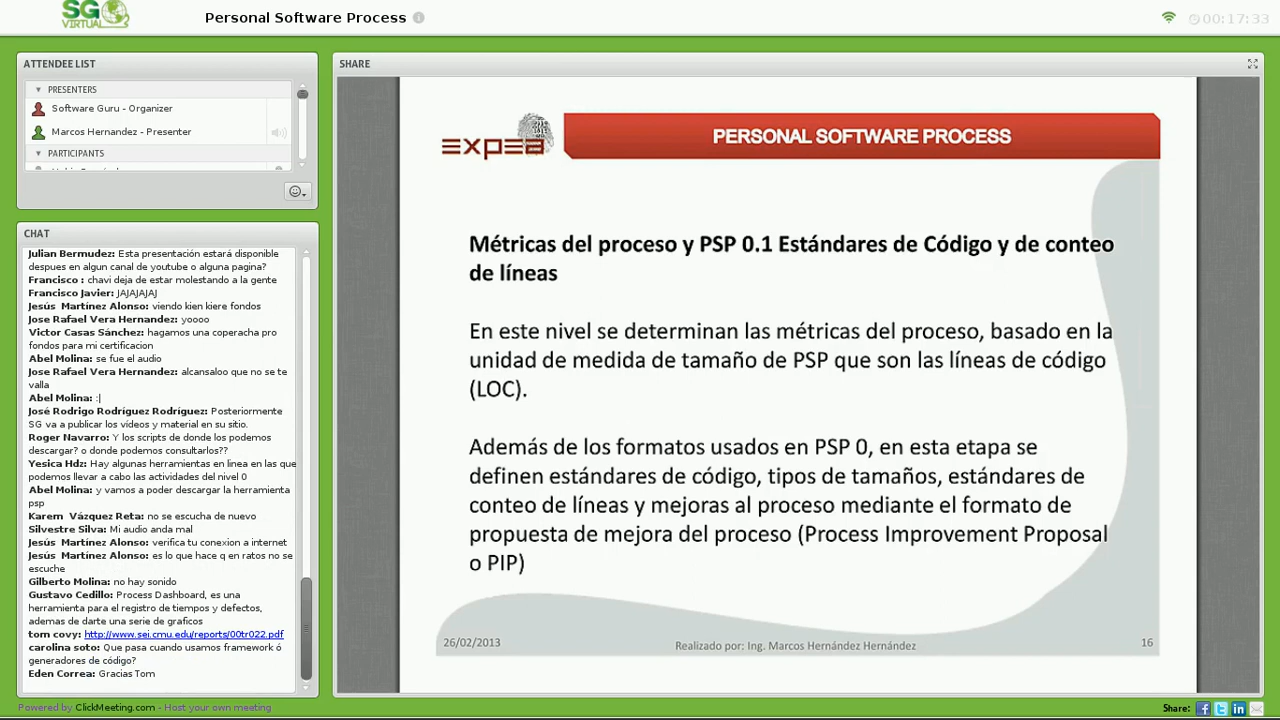 SG
VIRTUAL
Personal Software Process
00:17:33
ATTENDEE LIST
PRESENTERS
Software Guru - Organizer
Marcos Hernandez - Presenter
PARTICIPANTS
CHAT
Julian Bermudez: Esta presentación estará disponible
despues en algun canal de youtube o alguna pagina?
Francisco : chavi deja de estar molestando a la gente
Francisco Javier: JAJAJAJAJ
Jesús Martínez Alonso: viendo kien kiere fondos
Jose Rafael Vera Hernandez: yoooo
Victor Casas Sánchez: hagamos una coperacha pro
fondos para mi certificacion
Abel Molina: se fue el audio
Jose Rafael Vera Hernandez: alcansaloo que no se te
valla
Abel Molina: :|
José Rodrigo Rodríguez Rodríguez: Posteriormente
SG va a publicar los vídeos y material en su sitio.
Roger Navarro: Y los scripts de donde los podemos
descargar? o donde podemos consultarlos??
Yesica Hdz: Hay algunas herramientas en linea en las que
podemos llevar a cabo las actividades del nivel 0
Abel Molina: y vamos a poder descargar la herramienta
psp
Karem Vázquez Reta: no se escucha de nuevo
Silvestre Silva: Mi audio anda mal
Jesús Martínez Alonso: verifica tu conexion a internet
Jesús Martínez Alonso: es lo que hace q en ratos no se
escuche
Gilberto Molina: no hay sonido
Gustavo Cedillo: Process Dashboard, es una
herramienta para el registro de tiempos y defectos,
ademas de darte una serie de graficos
tom covy: http://www.sei.cmu.edu/reports/00tr022.pdf
carolina soto: Que pasa cuando usamos framework ó
generadores de código?
Eden Correa: Gracias Tom
SHARE
expea
PERSONAL SOFTWARE PROCESS
Métricas del proceso y PSP 0.1 Estándares de Código y de conteo
de líneas
En este nivel se determinan las métricas del proceso, basado en la
unidad de medida de tamaño de PSP que son las líneas de código
(LOC).
Además de los formatos usados en PSP 0, en esta etapa se
definen estándares de código, tipos de tamaños, estándares de
conteo de líneas y mejoras al proceso mediante el formato de
propuesta de mejora del proceso (Process Improvement Proposal
o PIP)
26/02/2013
Realizado por: Ing. Marcos Hernández Hernández
16
Powered by ClickMeeting.com - Host your own meeting
Share: